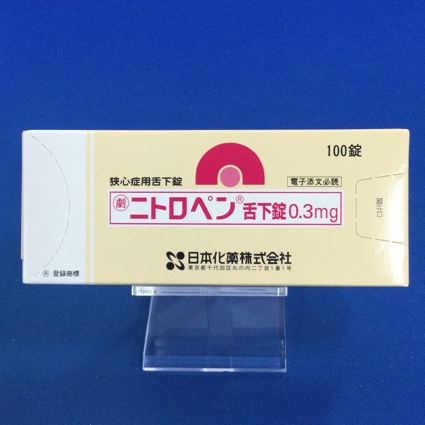 100錠
狭心症用舌下錠
電子添文必読
劇 ニトロペン® 舌下錠0.3mg
開け口
日本化薬株式会社
東京都千代田区丸の内二丁目1番1号
® 登録商標